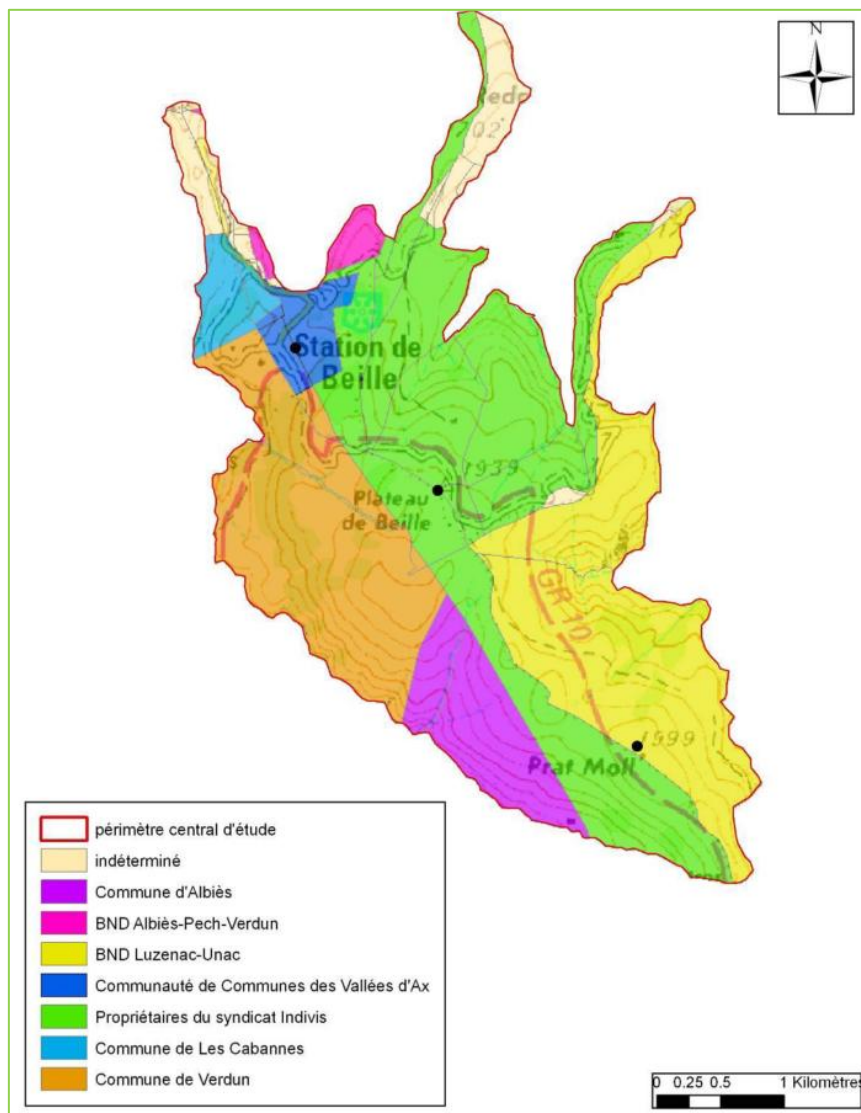 N
202
Station de
Beille
1939
Plateau
de Beille
GR 10
1999
Prat Moll
périmètre central d'étude
indéterminé
Commune d'Albiès
BND Albiès-Pech-Verdun
BND Luzenac-Unac
Communauté de Communes des Vallées d'Ax
Propriétaires du syndicat Indivis
Commune de Les Cabannes
Commune de Verdun
0 0.25 0.5 1 Kilomètres